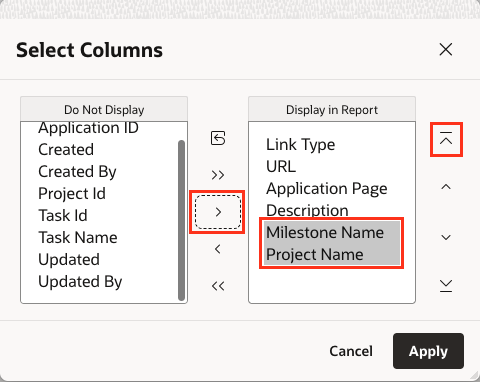 Select Columns
Do Not Display
Application ID
Created
Created By
Project Id
Task Id
Task Name
Updated
Updated By
Display in Report
Link Type
URL
Application Page
Description
Milestone Name
Project Name
Cancel
Apply